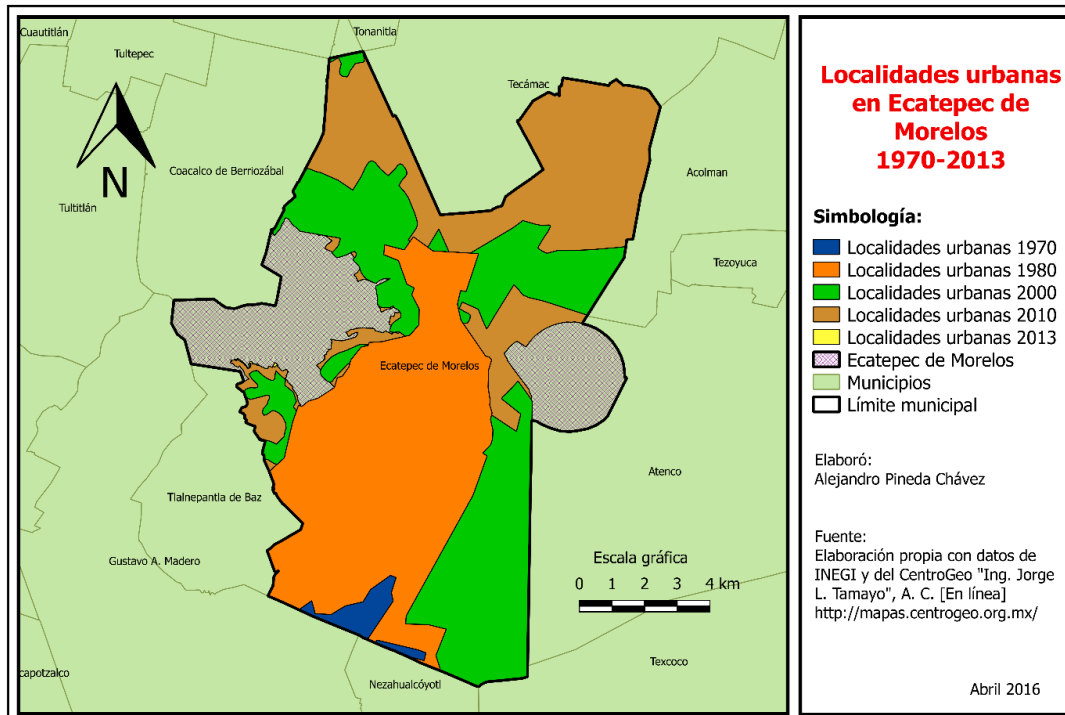 Cuautitlán
Tultepec
Tonanitla
Tecámac
Coacalco de Berriozábal
Acolman
Tultitlán
Tezoyuca
Ecatepec de Morelos
Atenco
Tlalnepantla de Baz
Gustavo A. Madero
capotzalco
Nezahualcóyotl
Texcoco
N
Escala gráfica
0 1 2 3 4 km
Localidades urbanas
en Ecatepec de
Morelos
1970-2013
Simbología:
Localidades urbanas 1970
Localidades urbanas 1980
Localidades urbanas 2000
Localidades urbanas 2010
Localidades urbanas 2013
Ecatepec de Morelos
Municipios
Límite municipal
Elaboró:
Alejandro Pineda Chávez
Fuente:
Elaboración propia con datos de
INEGI y del CentroGeo "Ing. Jorge
L. Tamayo", A. C. [En línea]
http://mapas.centrogeo.org.mx/
Abril 2016